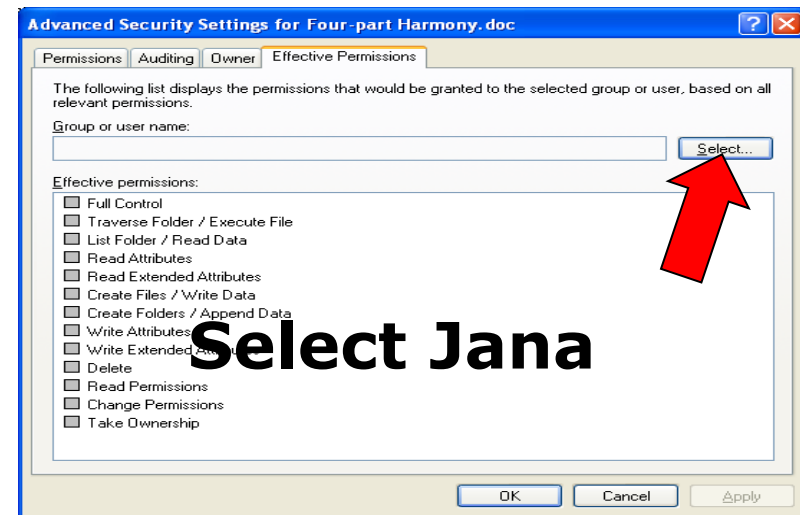 Advanced Security Settings for Four-part Harmony.doc
Permissions Auditing Owner Effective Permissions
The following list displays the permissions that would be granted to the selected group or user, based on all
relevant permissions.
Group or user name:
Select...
Effective permissions:
Full Control
Traverse Folder / Execute File
List Folder / Read Data
Read Attributes
Read Extended Attributes
Create Files / Write Data
Create Folders / Append Data
Write Attributes
Write Extended Attributes
Select Jana
Delete
Read Permissions
Change Permissions
Take Ownership
OK Cancel Apply